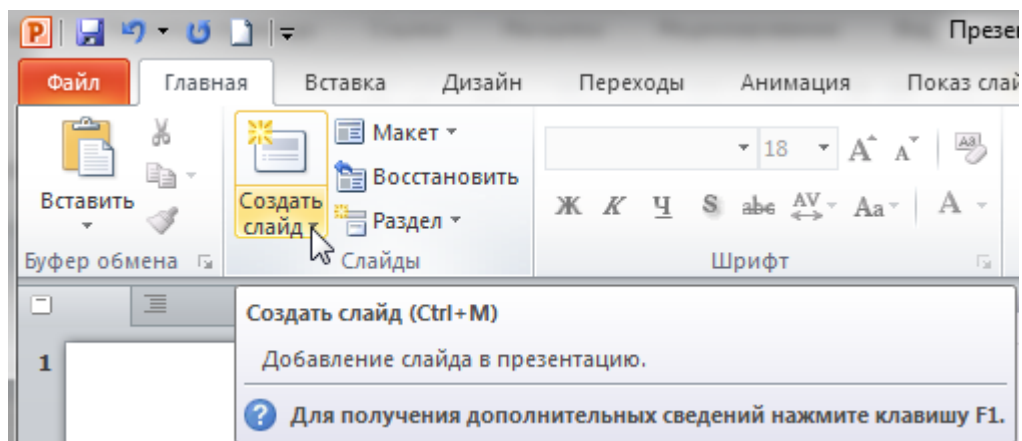 Презе
Файл Главная Вставка Дизайн Переходы Анимация Показ слай
Вставить
Создать слайд
Макет
Восстановить
Раздел
18 A A Aa
Ж К Ч S abc AV Aa A
Буфер обмена Слайды Шрифт
1
Создать слайд (Ctrl+M)
Добавление слайда в презентацию.
Для получения дополнительных сведений нажмите клавишу F1.